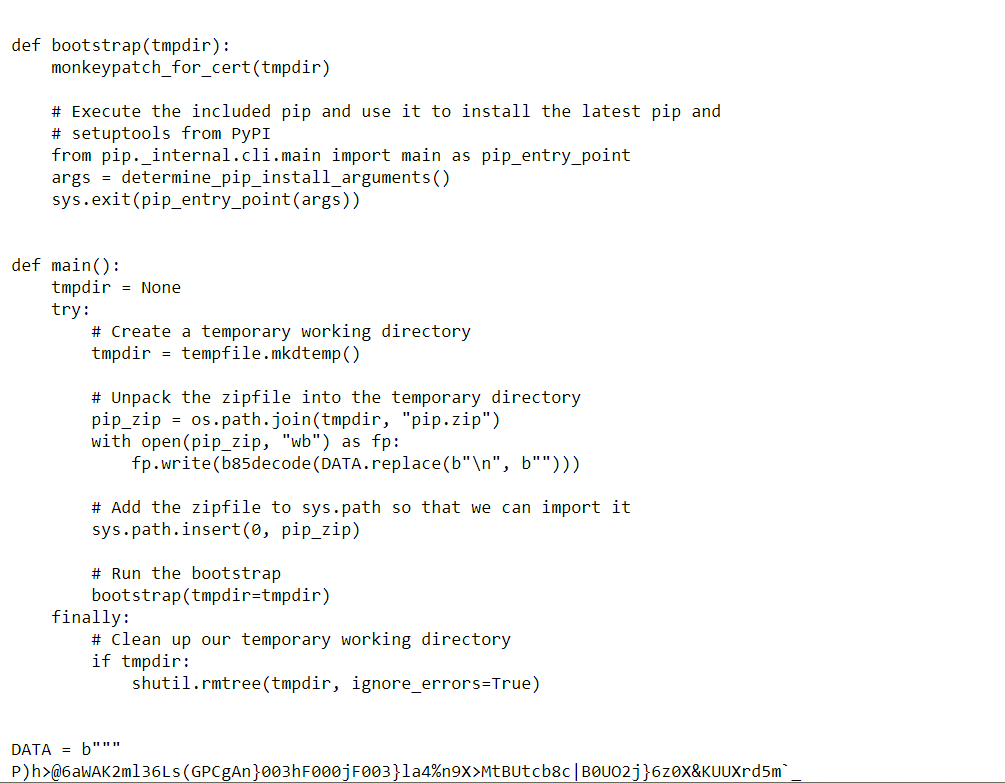 def bootstrap(tmpdir):
    monkeypatch_for_cert(tmpdir)

    # Execute the included pip and use it to install the latest pip and
    # setuptools from PyPI
    from pip._internal.cli.main import main as pip_entry_point
    args = determine_pip_install_arguments()
    sys.exit(pip_entry_point(args))


def main():
    tmpdir = None
    try:
        # Create a temporary working directory
        tmpdir = tempfile.mkdtemp()

        # Unpack the zipfile into the temporary directory
        pip_zip = os.path.join(tmpdir, "pip.zip")
        with open(pip_zip, "wb") as fp:
            fp.write(b85decode(DATA.replace(b"\n", b"")))

        # Add the zipfile to sys.path so that we can import it
        sys.path.insert(0, pip_zip)

        # Run the bootstrap
        bootstrap(tmpdir=tmpdir)
    finally:
        # Clean up our temporary working directory
        if tmpdir:
            shutil.rmtree(tmpdir, ignore_errors=True)


DATA = b"""
P)h>@6aWAK2ml36Ls(GPCgAn}003hF000jF003}la4%n9X>MtBUtcb8c|B0UO2j}6z0X&KUUXrd5m`_